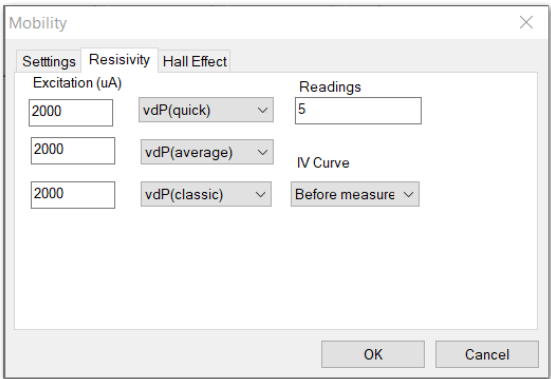 Mobility
Setttings Resisivity Hall Effect
Excitation (uA)
Readings
2000 vdP(quick) 5
2000 vdP(average)
IV Curve
2000 vdP(classic) Before measure
OK Cancel